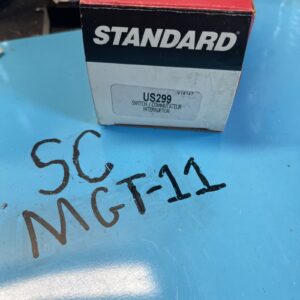 STANDARD®
US299
SWITCH / COMMUTATEUR
INTERRUPTOR
SC
MGT-11